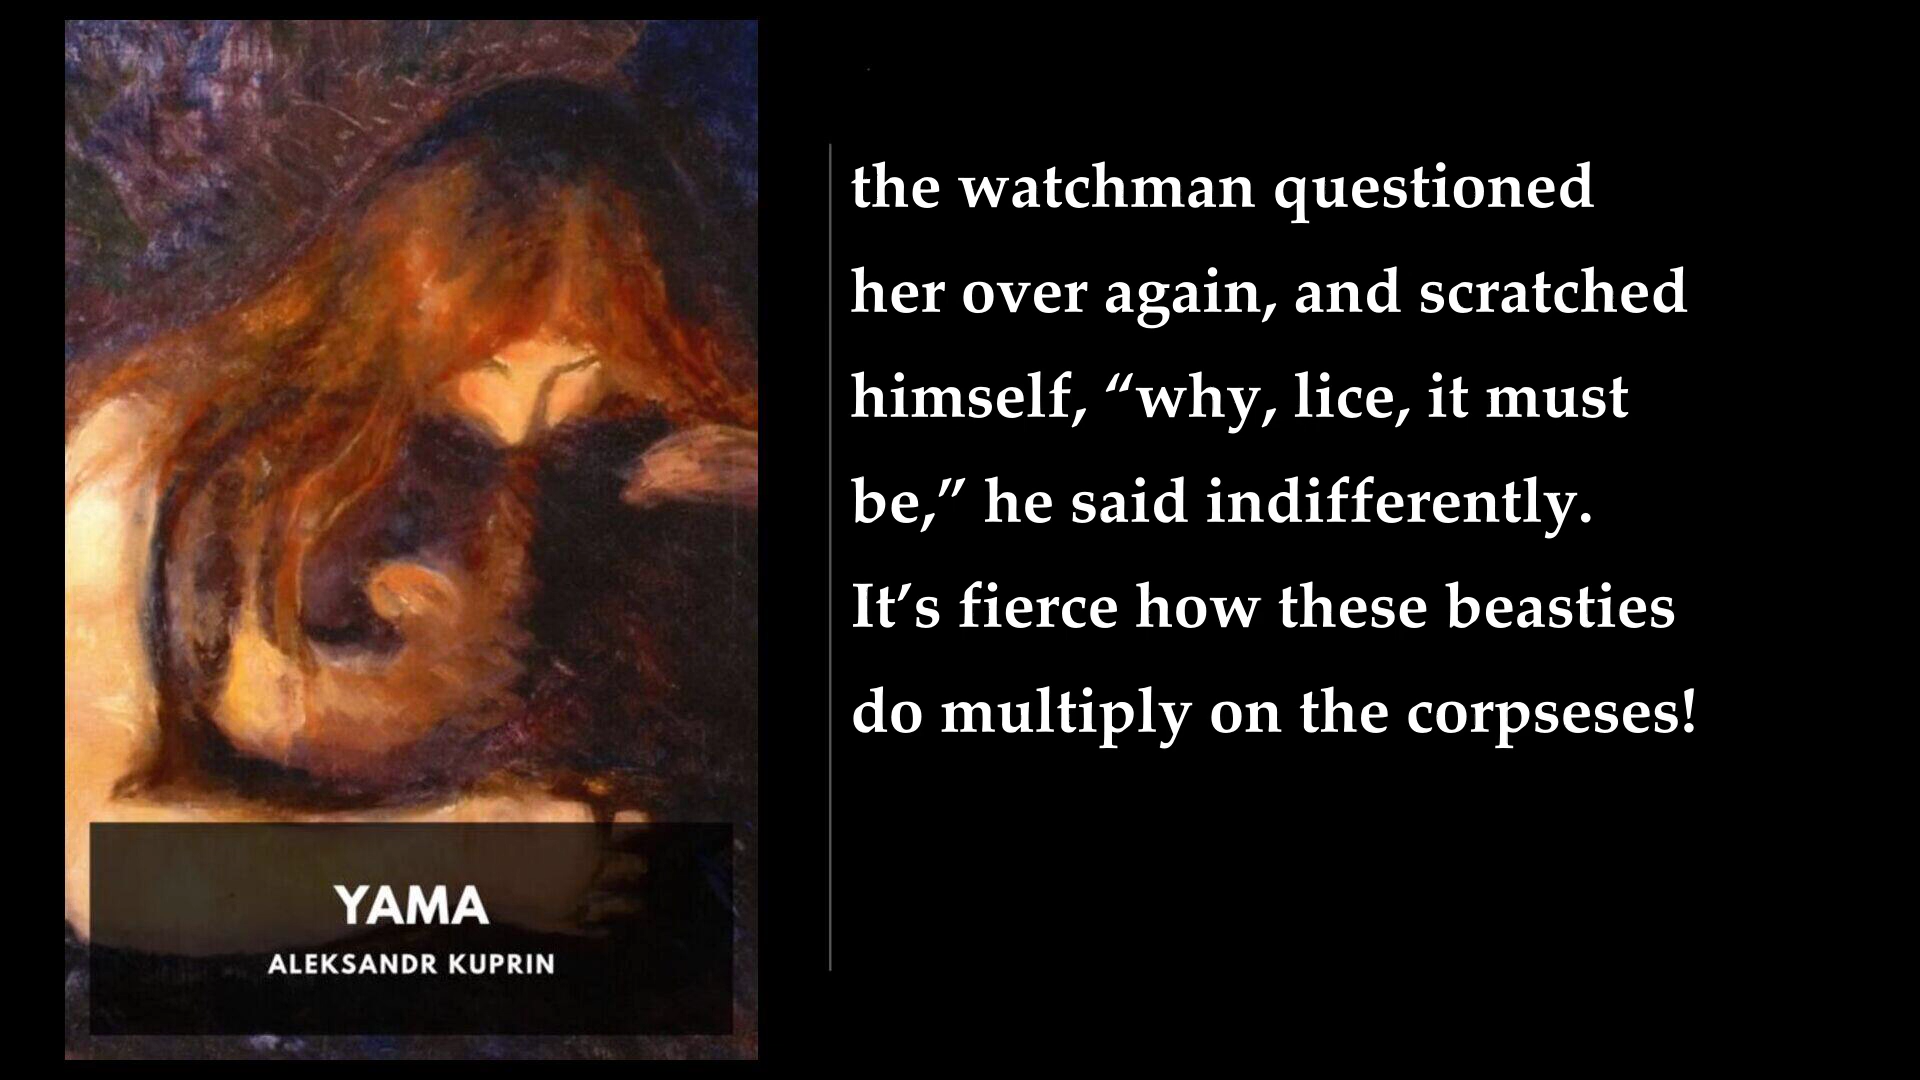 YAMA
ALEKSANDR KUPRIN
the watchman questioned
her over again, and scratched
himself, “why, lice, it must
be,” he said indifferently.
It’s fierce how these beasties
do multiply on the corpseses!